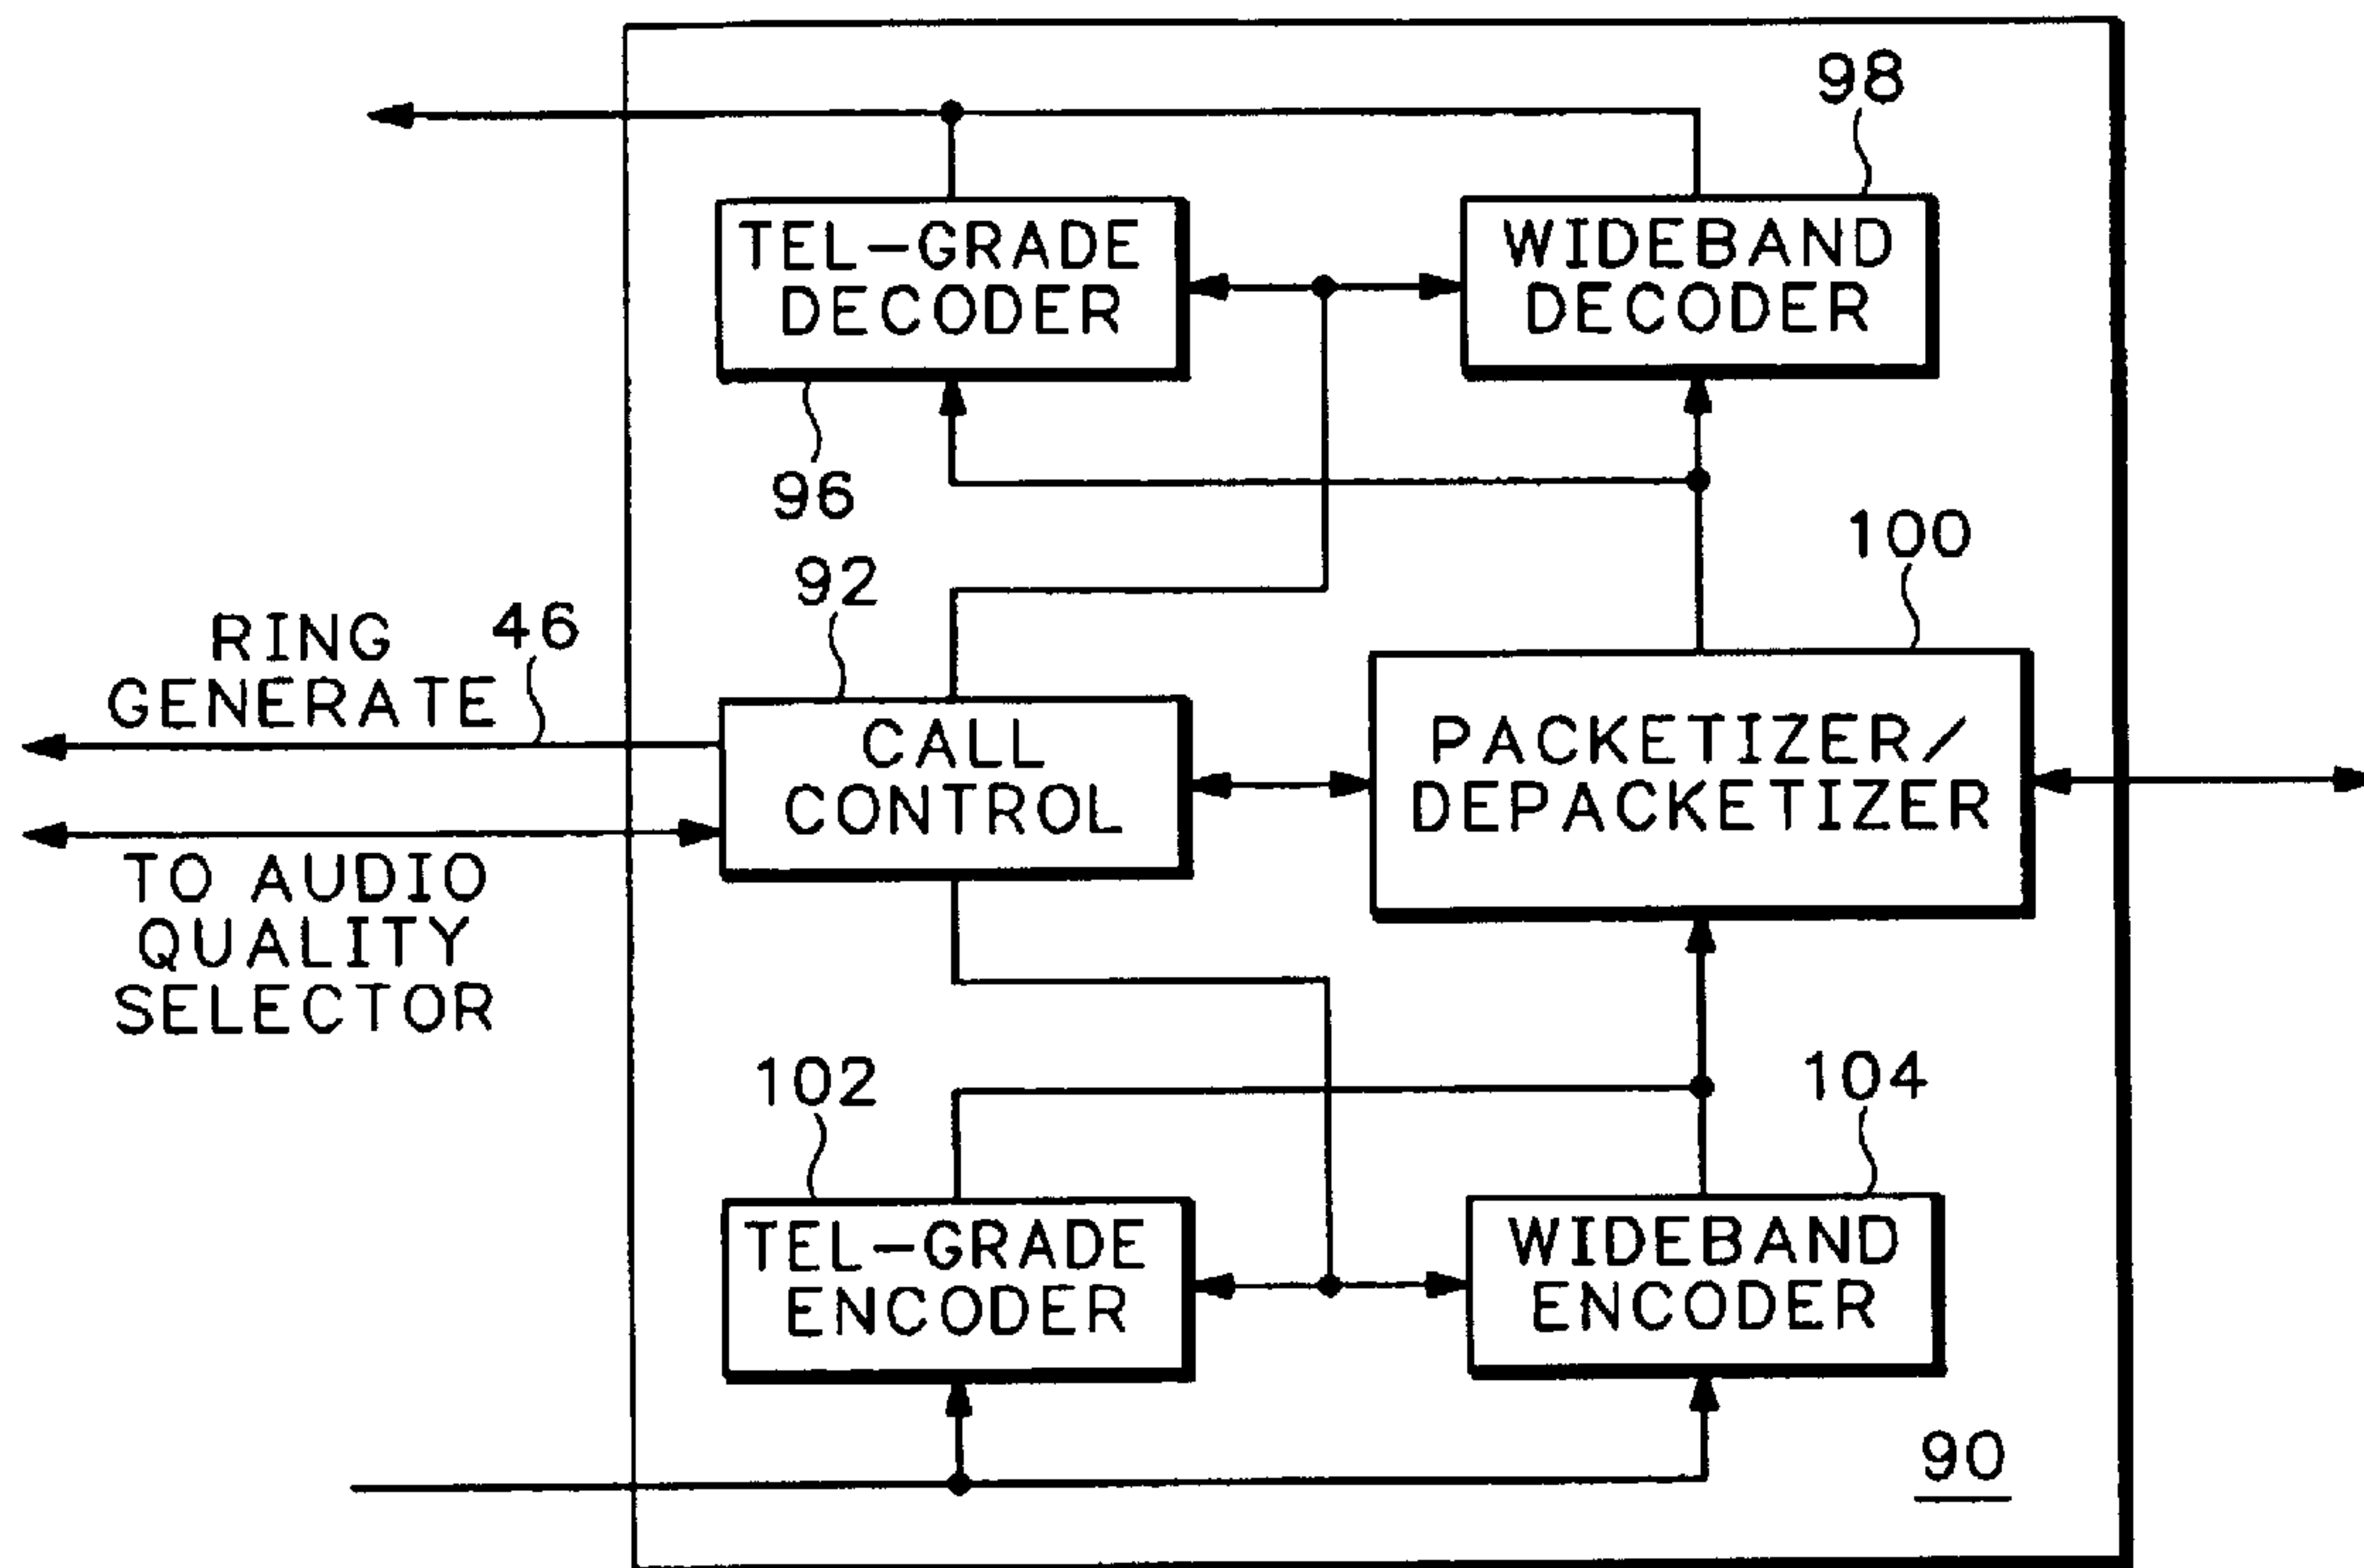 98
TEL-GRADE
DECODER
WIDEBAND
DECODER
96
92
100
RING
GENERATE
46
CALL
CONTROL
PACKETIZER/
DEPACKETIZER
TO AUDIO
QUALITY
SELECTOR
102
104
TEL-GRADE
ENCODER
WIDEBAND
ENCODER
90